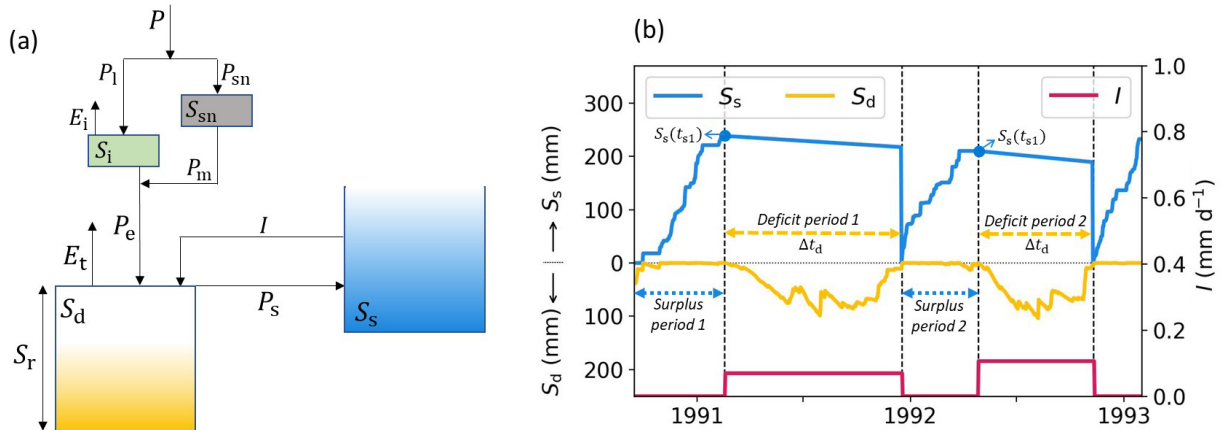 (a)
P
P_l
P_sn
S_sn
E_i
S_i
P_m
P_e
I
E_t
P_s
S_d
S_s
S_r
(b)
S_s
S_d
I
S_s(t_s1)
S_s(t_s1)
Deficit period 1
Δt_d
Deficit period 2
Δt_d
Surplus
period 1
Surplus
period 2
300
200
100
0
100
200
S_d (mm) ← → S_s (mm)
1.0
0.8
0.6
0.4
0.2
0.0
I (mm d⁻¹)
1991
1992
1993